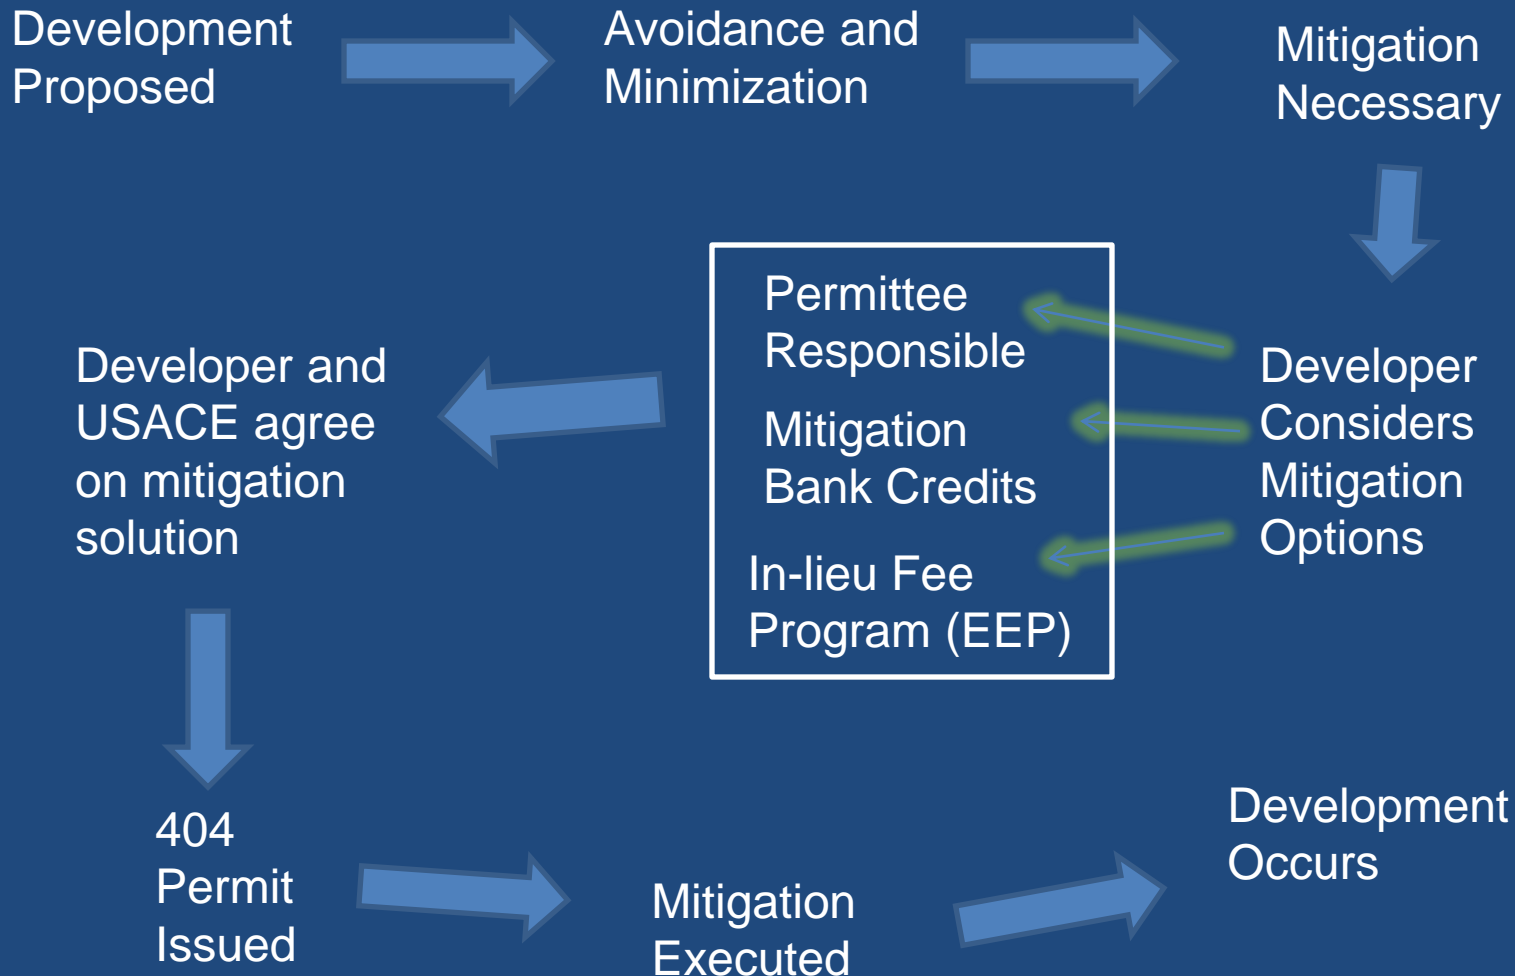 Development
Proposed
Avoidance and
Minimization
Mitigation
Necessary
Developer
Considers
Mitigation
Options
Permittee
Responsible
Mitigation
Bank Credits
In-lieu Fee
Program (EEP)
Developer and
USACE agree
on mitigation
solution
404
Permit
Issued
Mitigation
Executed
Development
Occurs